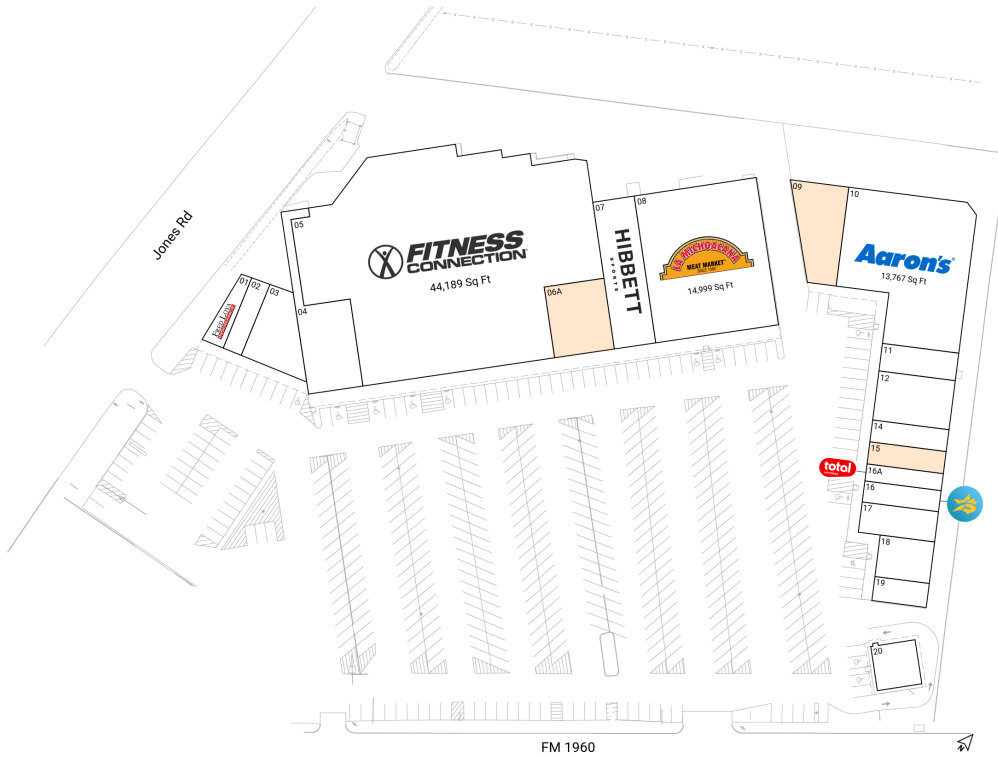 Jones Rd
01
02
03
FRED LOYA
04
05
FITNESS
CONNECTION
44,189 Sq Ft
06A
07
HIBBETT
SPORTS
08
LA MICHOACANA
MEAT MARKET
14,999 Sq Ft
09
10
Aaron's
13,767 Sq Ft
11
12
14
15
total
16A
16
17
18
19
20
FM 1960
N